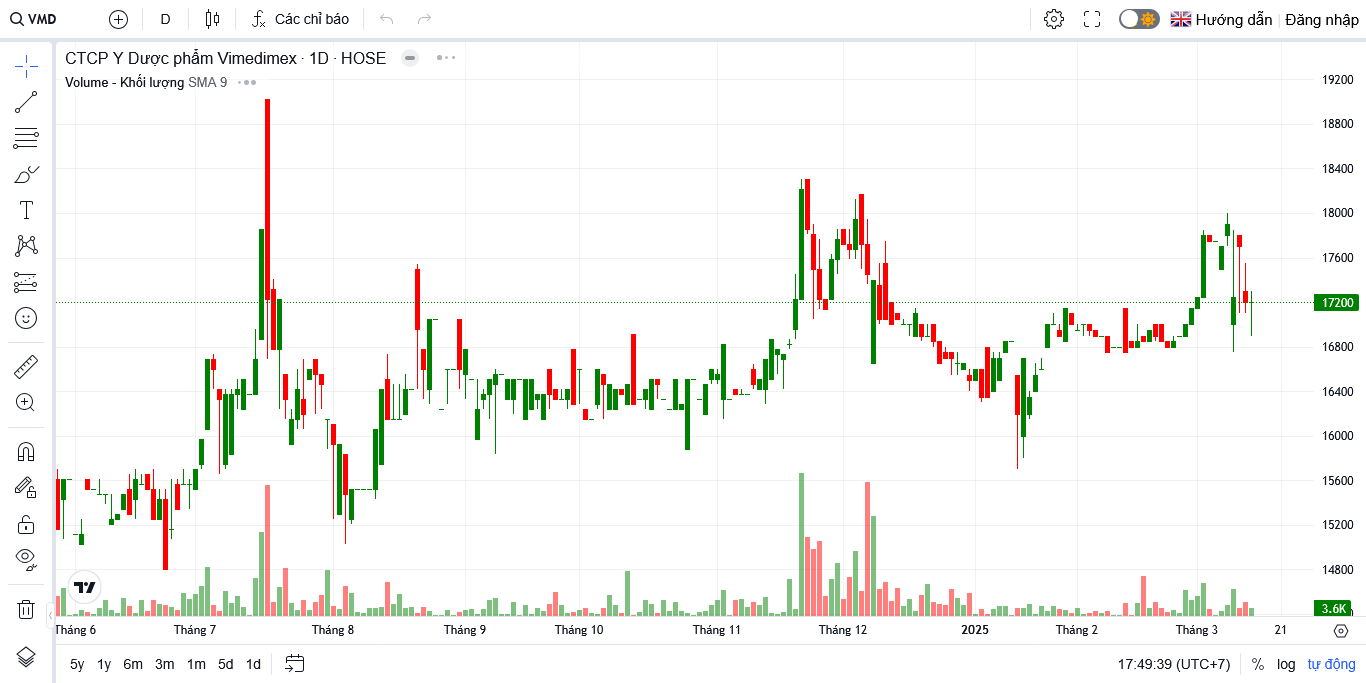 VMD D Các chỉ báo Hướng dẫn Đăng nhập
CTCP Y Dược phẩm Vimedimex · 1D · HOSE
Volume - Khối lượng SMA 9
19200
18800
18400
18000
17600
17200
16800
16400
16000
15600
15200
14800
3.6K
Tháng 6 Tháng 7 Tháng 8 Tháng 9 Tháng 10 Tháng 11 Tháng 12 2025 Tháng 2 Tháng 3 21
5y 1y 6m 3m 1m 5d 1d 17:49:39 (UTC+7) % log tự động